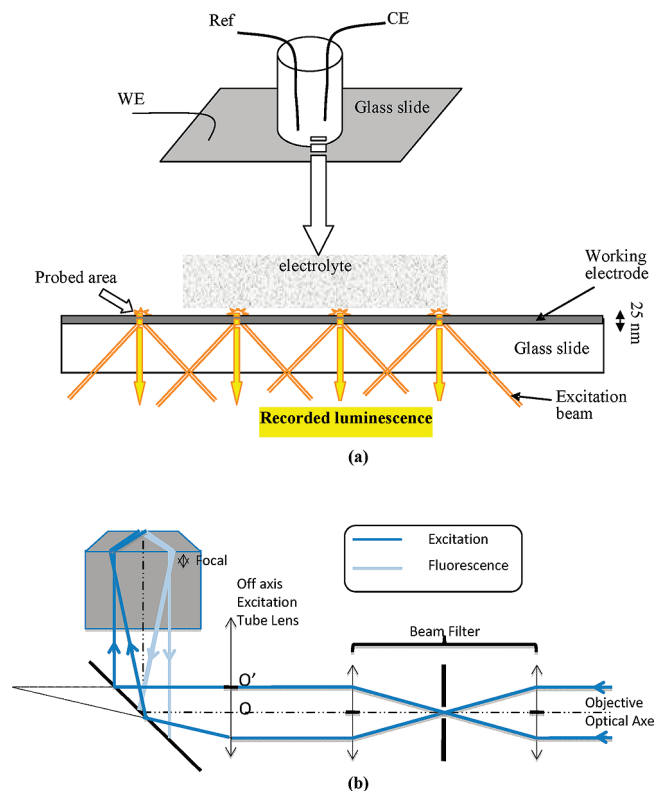 Ref
CE
WE
Glass slide
electrolyte
Probed area
Working
electrode
25 nm
Glass slide
Excitation
beam
Recorded luminescence
(a)
Focal
Off axis
Excitation
Tube Lens
Excitation
Fluorescence
Beam Filter
O'
O
Objective
Optical Axe
(b)